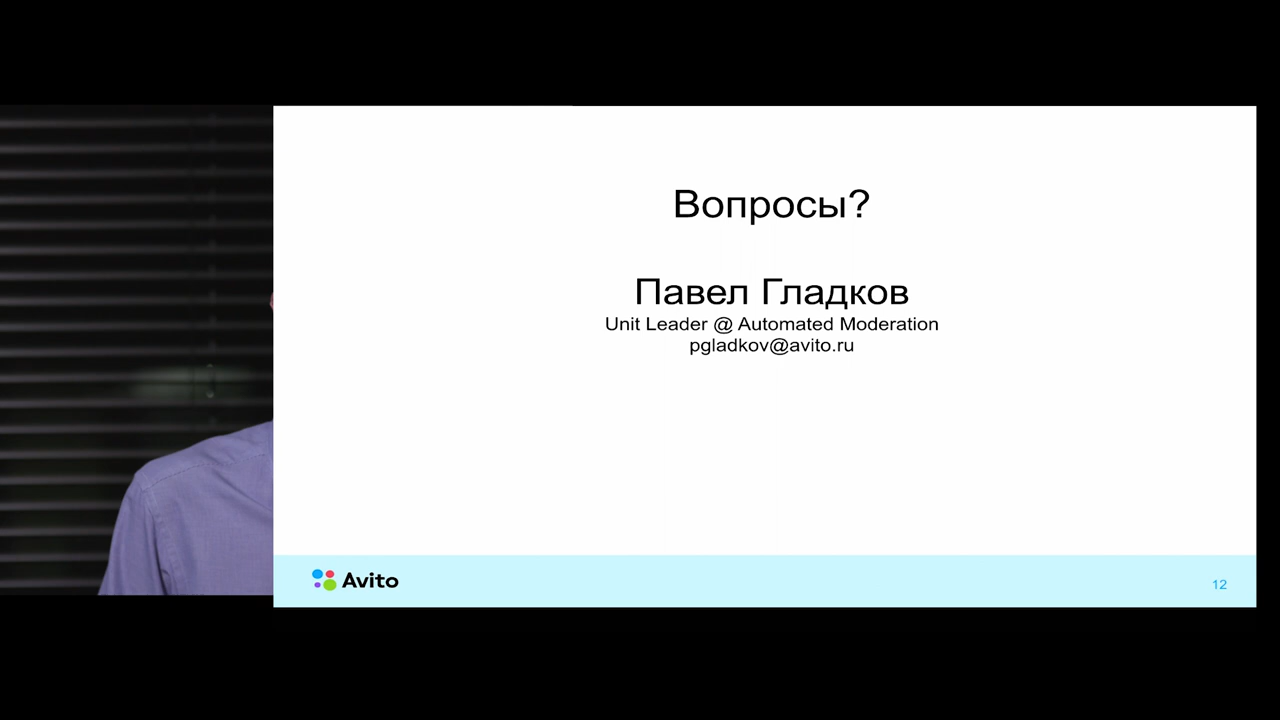 Вопросы?
Павел Гладков
Unit Leader @ Automated Moderation
pgladkov@avito.ru
Avito
12